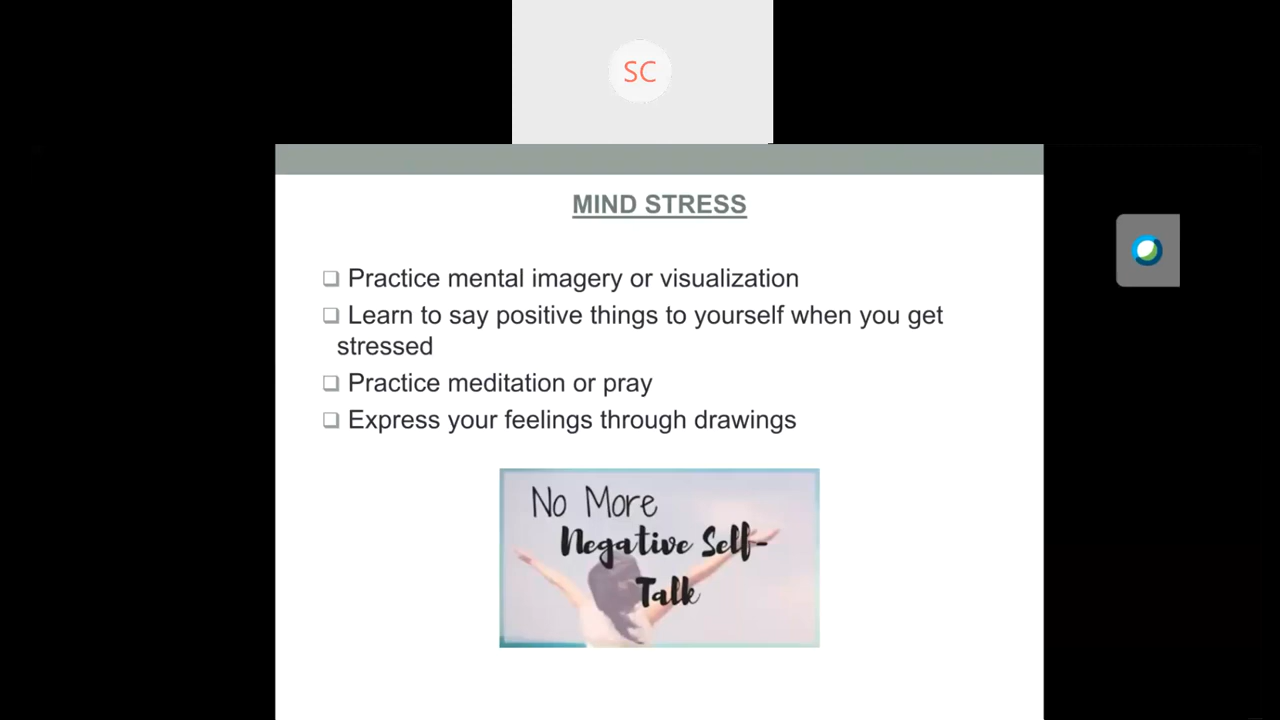 SC
MIND STRESS
❑ Practice mental imagery or visualization
❑ Learn to say positive things to yourself when you get
stressed
❑ Practice meditation or pray
❑ Express your feelings through drawings
No More
Negative Self-
Talk